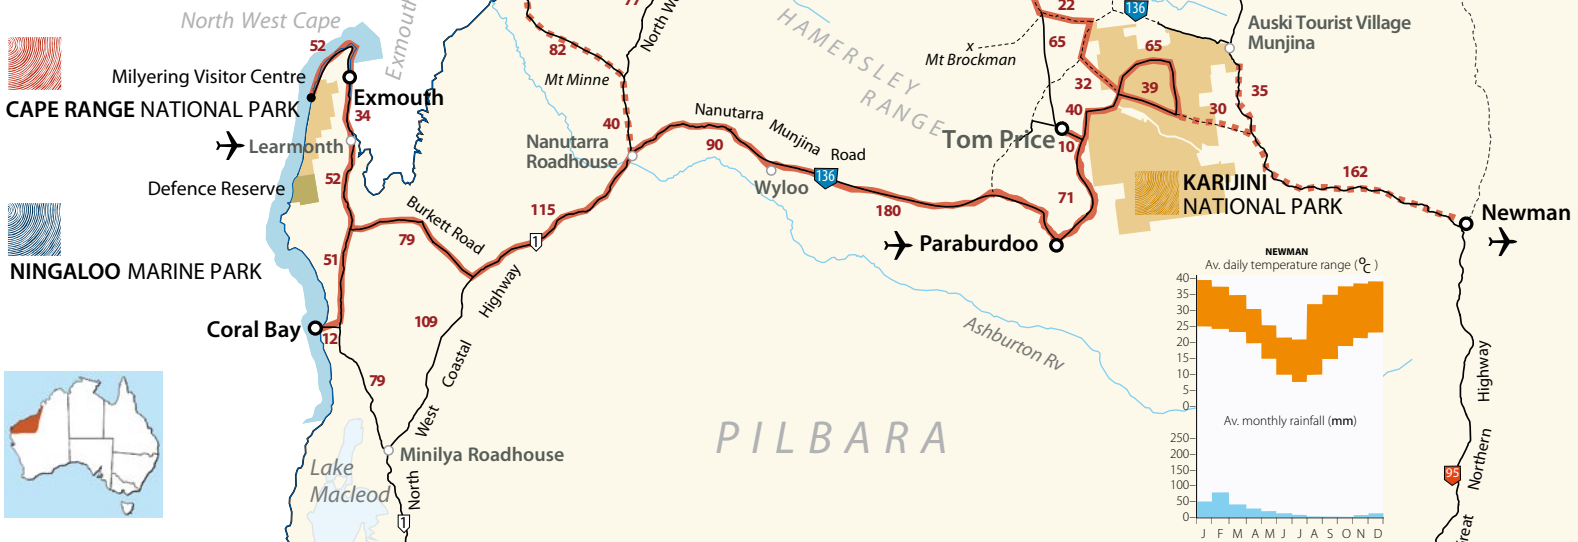 North West Cape
Exmouth
52
Milyering Visitor Centre
CAPE RANGE NATIONAL PARK
Exmouth
34
Learmonth
52
Defence Reserve
NINGALOO MARINE PARK
51
Coral Bay
12
79
Burkett Road
109
79
115
1
North West Coastal Highway
Minilya Roadhouse
Lake
Macleod
1
77
North We
82
Mt Minne
40
Nanutarra
Roadhouse
Nanutarra Munjina Road
90
Wyloo
136
180
HAMERSLEY
RANGE
x
Mt Brockman
22
65
136
Auski Tourist Village
Munjina
65
32
39
35
40
30
Tom Price
10
71
Paraburdoo
KARIJINI
NATIONAL PARK
162
Newman
Ashburton Rv
PILBARA
NEWMAN
Av. daily temperature range (°C)
40
35
30
25
20
15
10
5
0
Av. monthly rainfall (mm)
250
200
150
100
50
0
J F M A M J J A S O N D
95
reat Northern Highway